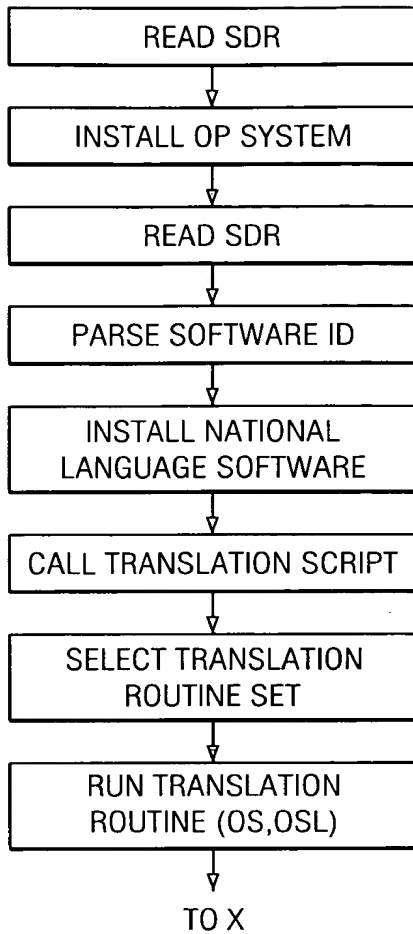 READ SDR
INSTALL OP SYSTEM
READ SDR
PARSE SOFTWARE ID
INSTALL NATIONAL
LANGUAGE SOFTWARE
CALL TRANSLATION SCRIPT
SELECT TRANSLATION
ROUTINE SET
RUN TRANSLATION
ROUTINE (OS,OSL)
TO X